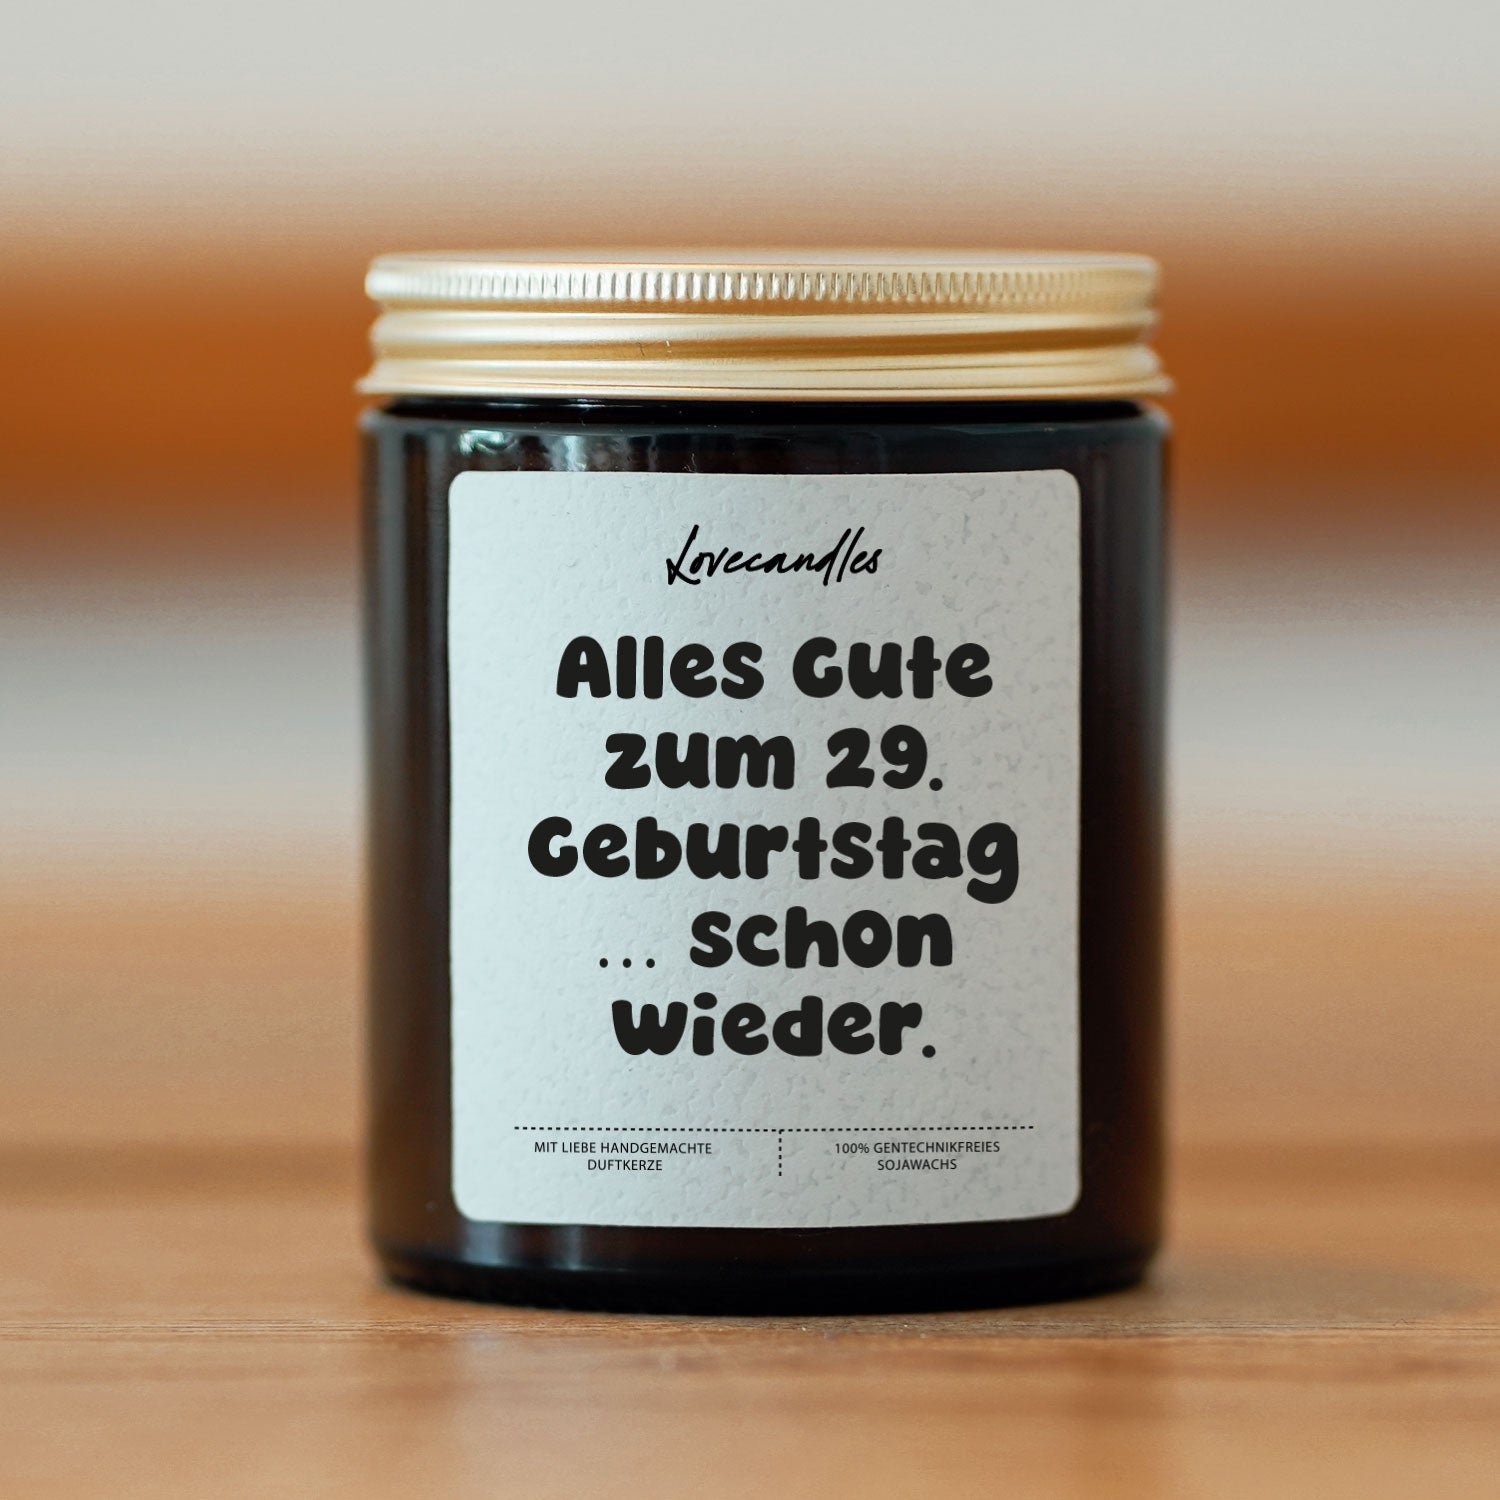 Lovecandles
Alles Gute
zum 29.
Geburtstag
... schon
wieder.
MIT LIEBE HANDGEMACHTE
DUFTKERZE
100% GENTECHNIKFREIES
SOJAWACHS